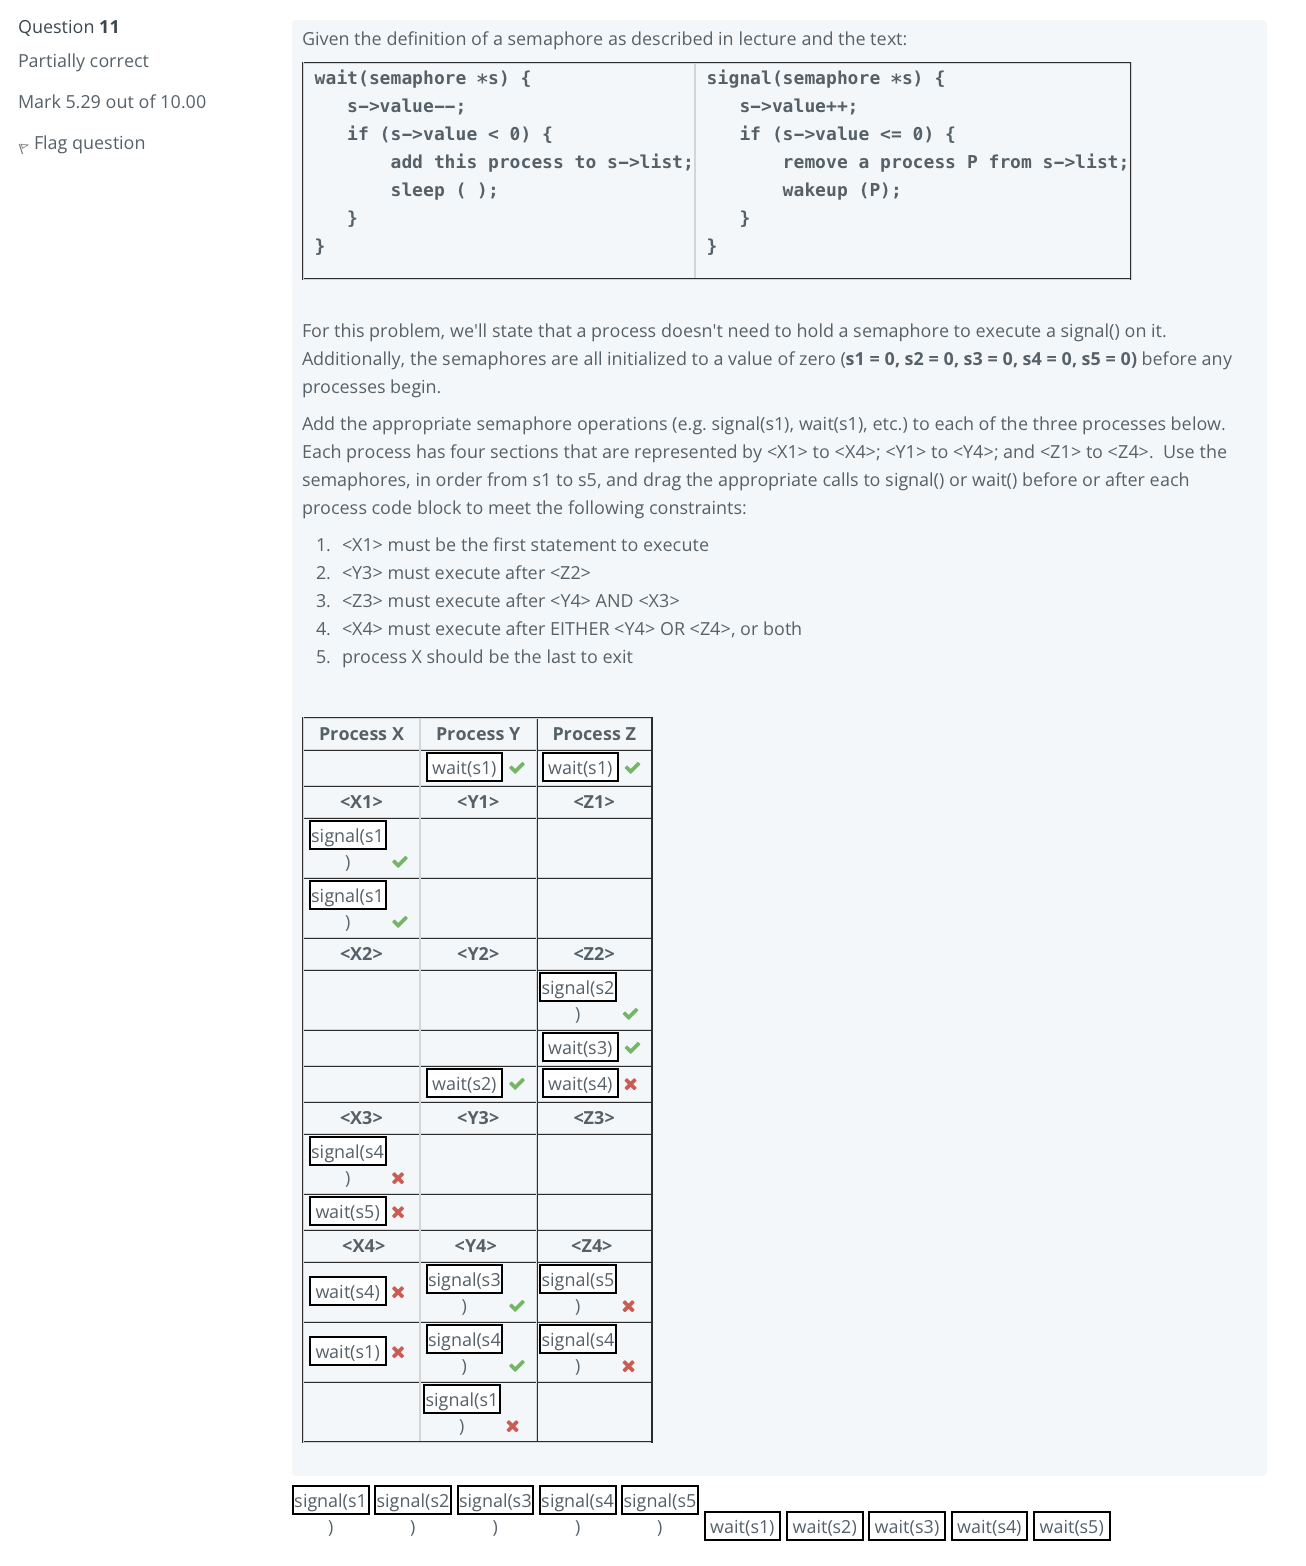 Question 11
Partially correct
Mark 5.29 out of 10.00
Flag question
Given the definition of a semaphore as described in lecture and the text:
wait(semaphore *s) {
s->value--;
if (s->value < 0) {
add this process to s->list;
sleep ( );
}
}
signal(semaphore *s) {
s->value++;
if (s->value <= 0) {
remove a process P from s->list;
wakeup (P);
}
}
For this problem, we'll state that a process doesn't need to hold a semaphore to execute a signal() on it.
Additionally, the semaphores are all initialized to a value of zero (s1 = 0, s2 = 0, s3 = 0, s4 = 0, s5 = 0) before any
processes begin.
Add the appropriate semaphore operations (e.g. signal(s1), wait(s1), etc.) to each of the three processes below.
Each process has four sections that are represented by <X1> to <X4>; <Y1> to <Y4>; and <Z1> to <Z4>.  Use the
semaphores, in order from s1 to s5, and drag the appropriate calls to signal() or wait() before or after each
process code block to meet the following constraints:
1. <X1> must be the first statement to execute
2. <Y3> must execute after <Z2>
3. <Z3> must execute after <Y4> AND <X3>
4. <X4> must execute after EITHER <Y4> OR <Z4>, or both
5. process X should be the last to exit
Process X Process Y Process Z
wait(s1) wait(s1)
<X1> <Y1> <Z1>
signal(s1
)
signal(s1
)
<X2> <Y2> <Z2>
signal(s2
)
wait(s3)
wait(s2) wait(s4)
<X3> <Y3> <Z3>
signal(s4
)
wait(s5)
<X4> <Y4> <Z4>
wait(s4) signal(s3 signal(s5
) )
wait(s1) signal(s4 signal(s4
) )
signal(s1
)
signal(s1 signal(s2 signal(s3 signal(s4 signal(s5
) ) ) ) ) wait(s1) wait(s2) wait(s3) wait(s4) wait(s5)